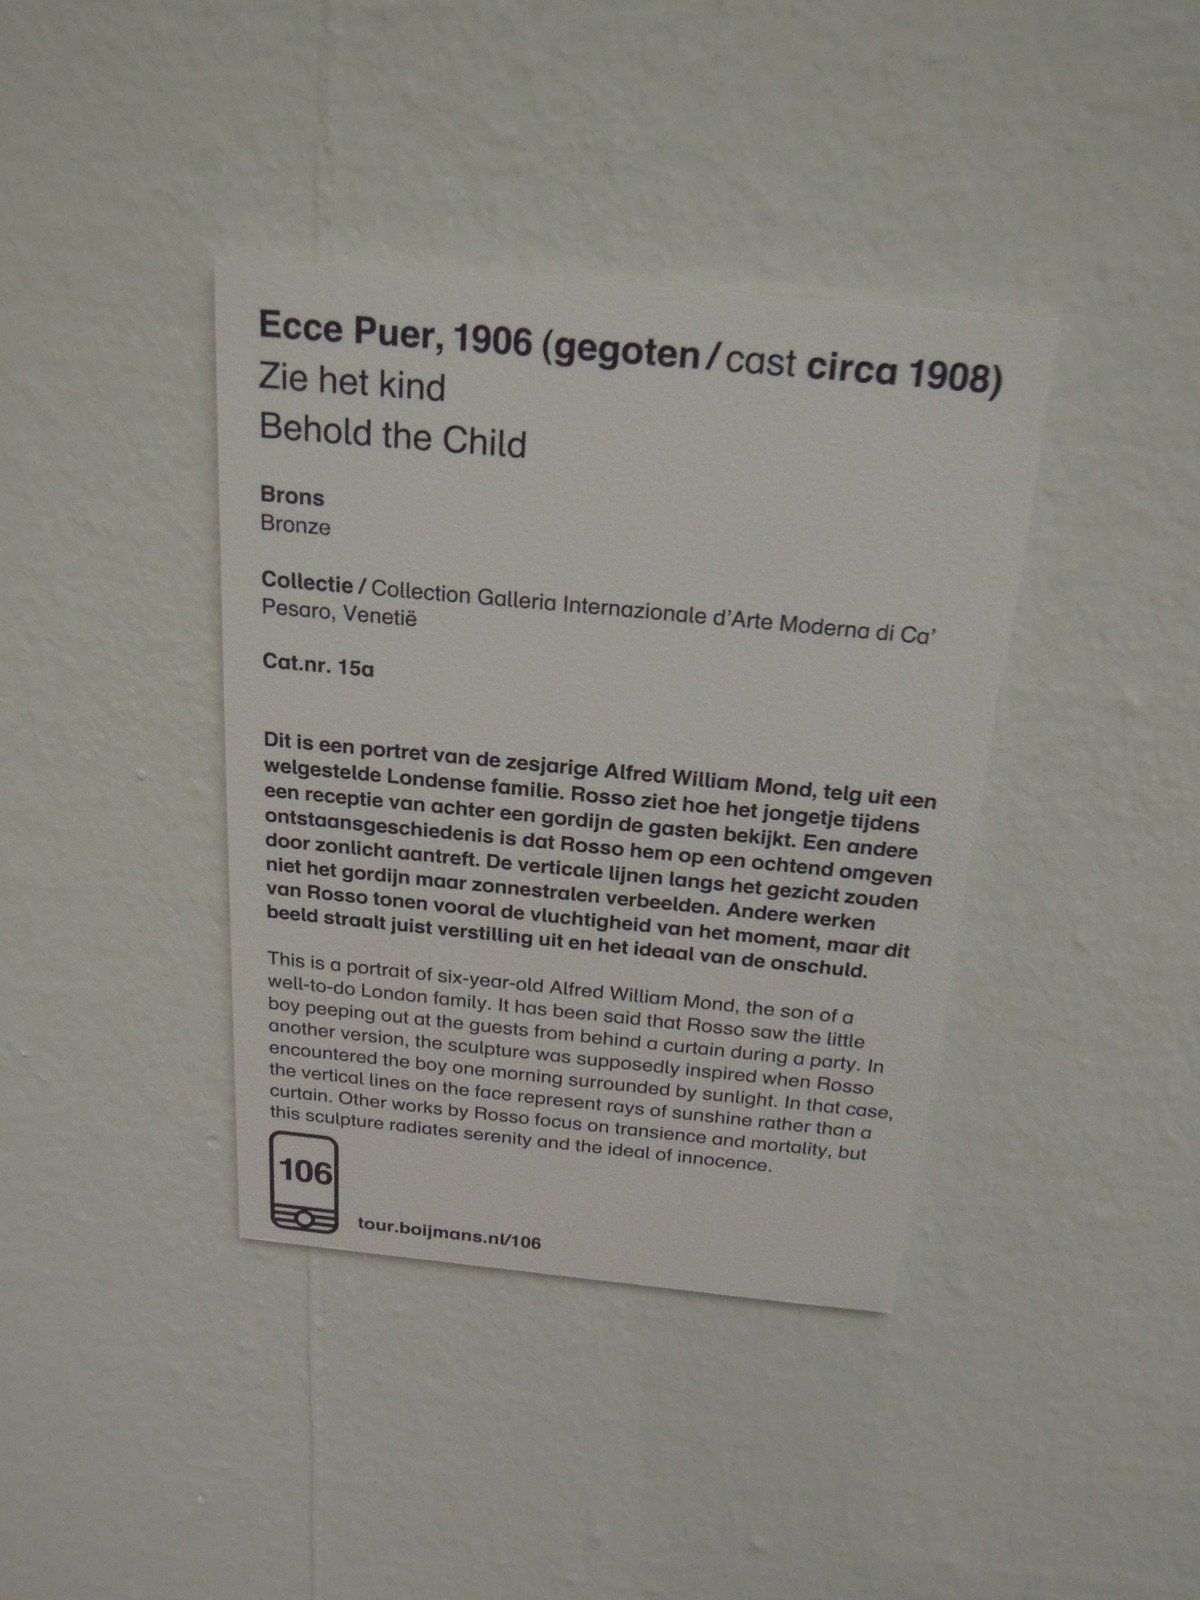 Ecce Puer, 1906 (gegoten / cast circa 1908)
Zie het kind
Behold the Child
Brons
Bronze
Collectie / Collection Galleria Internazionale d'Arte Moderna di Ca'
Pesaro, Venetië
Cat.nr. 15a
Dit is een portret van de zesjarige Alfred William Mond, telg uit een
welgestelde Londense familie. Rosso ziet hoe het jongetje tijdens
een receptie van achter een gordijn de gasten bekijkt. Een andere
ontstaansgeschiedenis is dat Rosso hem op een ochtend omgeven
door zonlicht aantreft. De verticale lijnen langs het gezicht zouden
niet het gordijn maar zonnestralen verbeelden. Andere werken
van Rosso tonen vooral de vluchtigheid van het moment, maar dit
beeld straalt juist verstilling uit en het ideaal van de onschuld.
This is a portrait of six-year-old Alfred William Mond, the son of a
well-to-do London family. It has been said that Rosso saw the little
boy peeping out at the guests from behind a curtain during a party. In
another version, the sculpture was supposedly inspired when Rosso
encountered the boy one morning surrounded by sunlight. In that case,
the vertical lines on the face represent rays of sunshine rather than a
curtain. Other works by Rosso focus on transience and mortality, but
this sculpture radiates serenity and the ideal of innocence.
106
tour.boijmans.nl/106